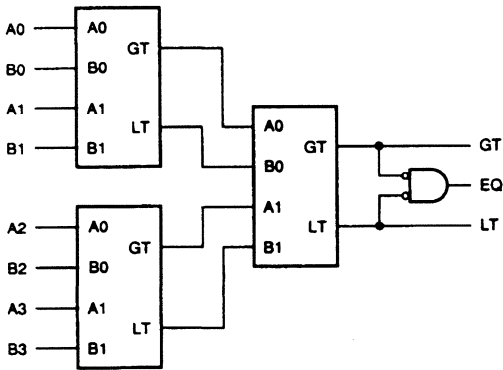 A0 A0
GT
B0 B0
A1 A1
LT
B1 B1
A0
GT GT
B0
EQ
A1
LT LT
B1
A2 A0
GT
B2 B0
A3 A1
LT
B3 B1